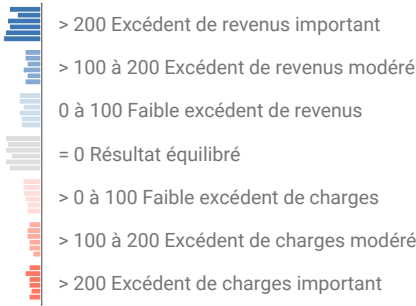 > 200 Excédent de revenus important
> 100 à 200 Excédent de revenus modéré
0 à 100 Faible excédent de revenus
= 0 Résultat équilibré
> 0 à 100 Faible excédent de charges
> 100 à 200 Excédent de charges modéré
> 200 Excédent de charges important